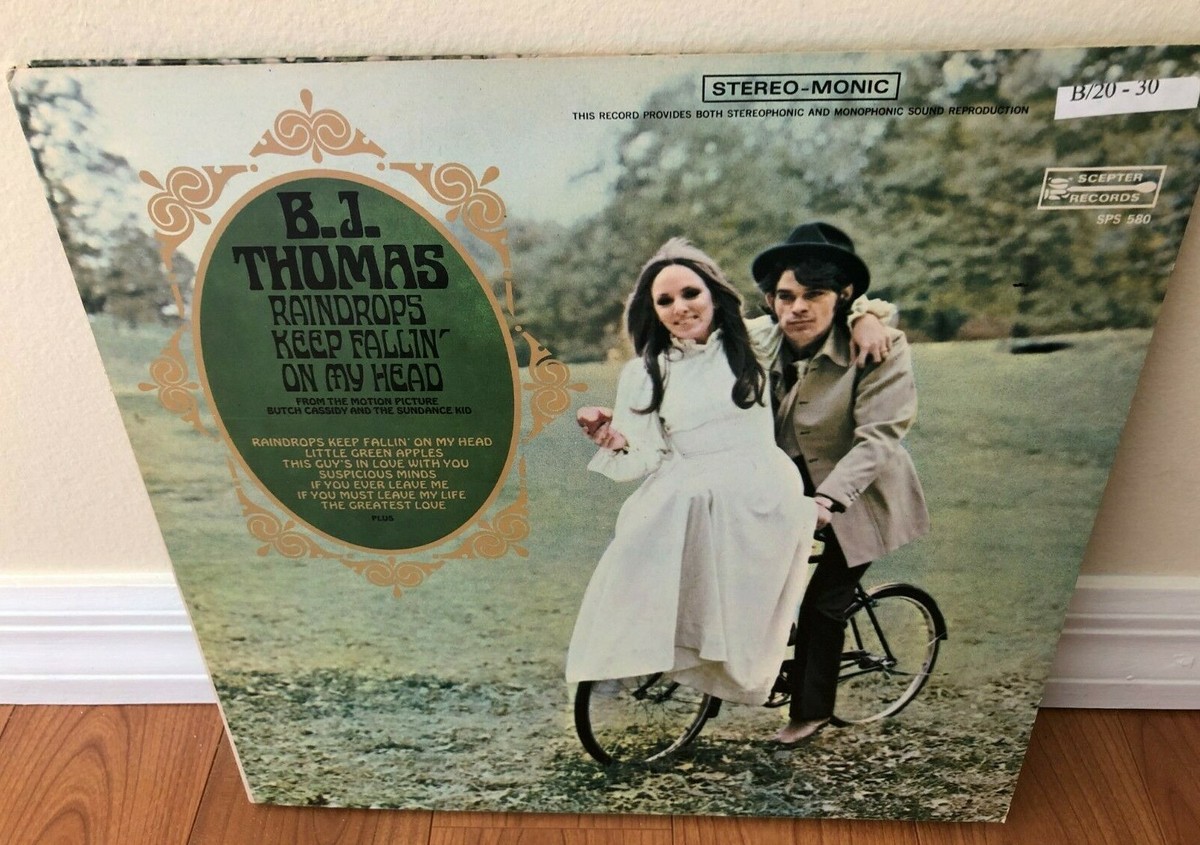 STEREO-MONIC
THIS RECORD PROVIDES BOTH STEREOPHONIC AND MONOPHONIC SOUND REPRODUCTION
B/20 - 30
SCEPTER
RECORDS
SPS 580
B.J.
THOMAS
RAINDROPS
KEEP FALLIN'
ON MY HEAD
FROM THE MOTION PICTURE
BUTCH CASSIDY AND THE SUNDANCE KID
RAINDROPS KEEP FALLIN' ON MY HEAD
LITTLE GREEN APPLES
THIS GUY'S IN LOVE WITH YOU
SUSPICIOUS MINDS
IF YOU EVER LEAVE ME
IF YOU MUST LEAVE MY LIFE
THE GREATEST LOVE
PLUS